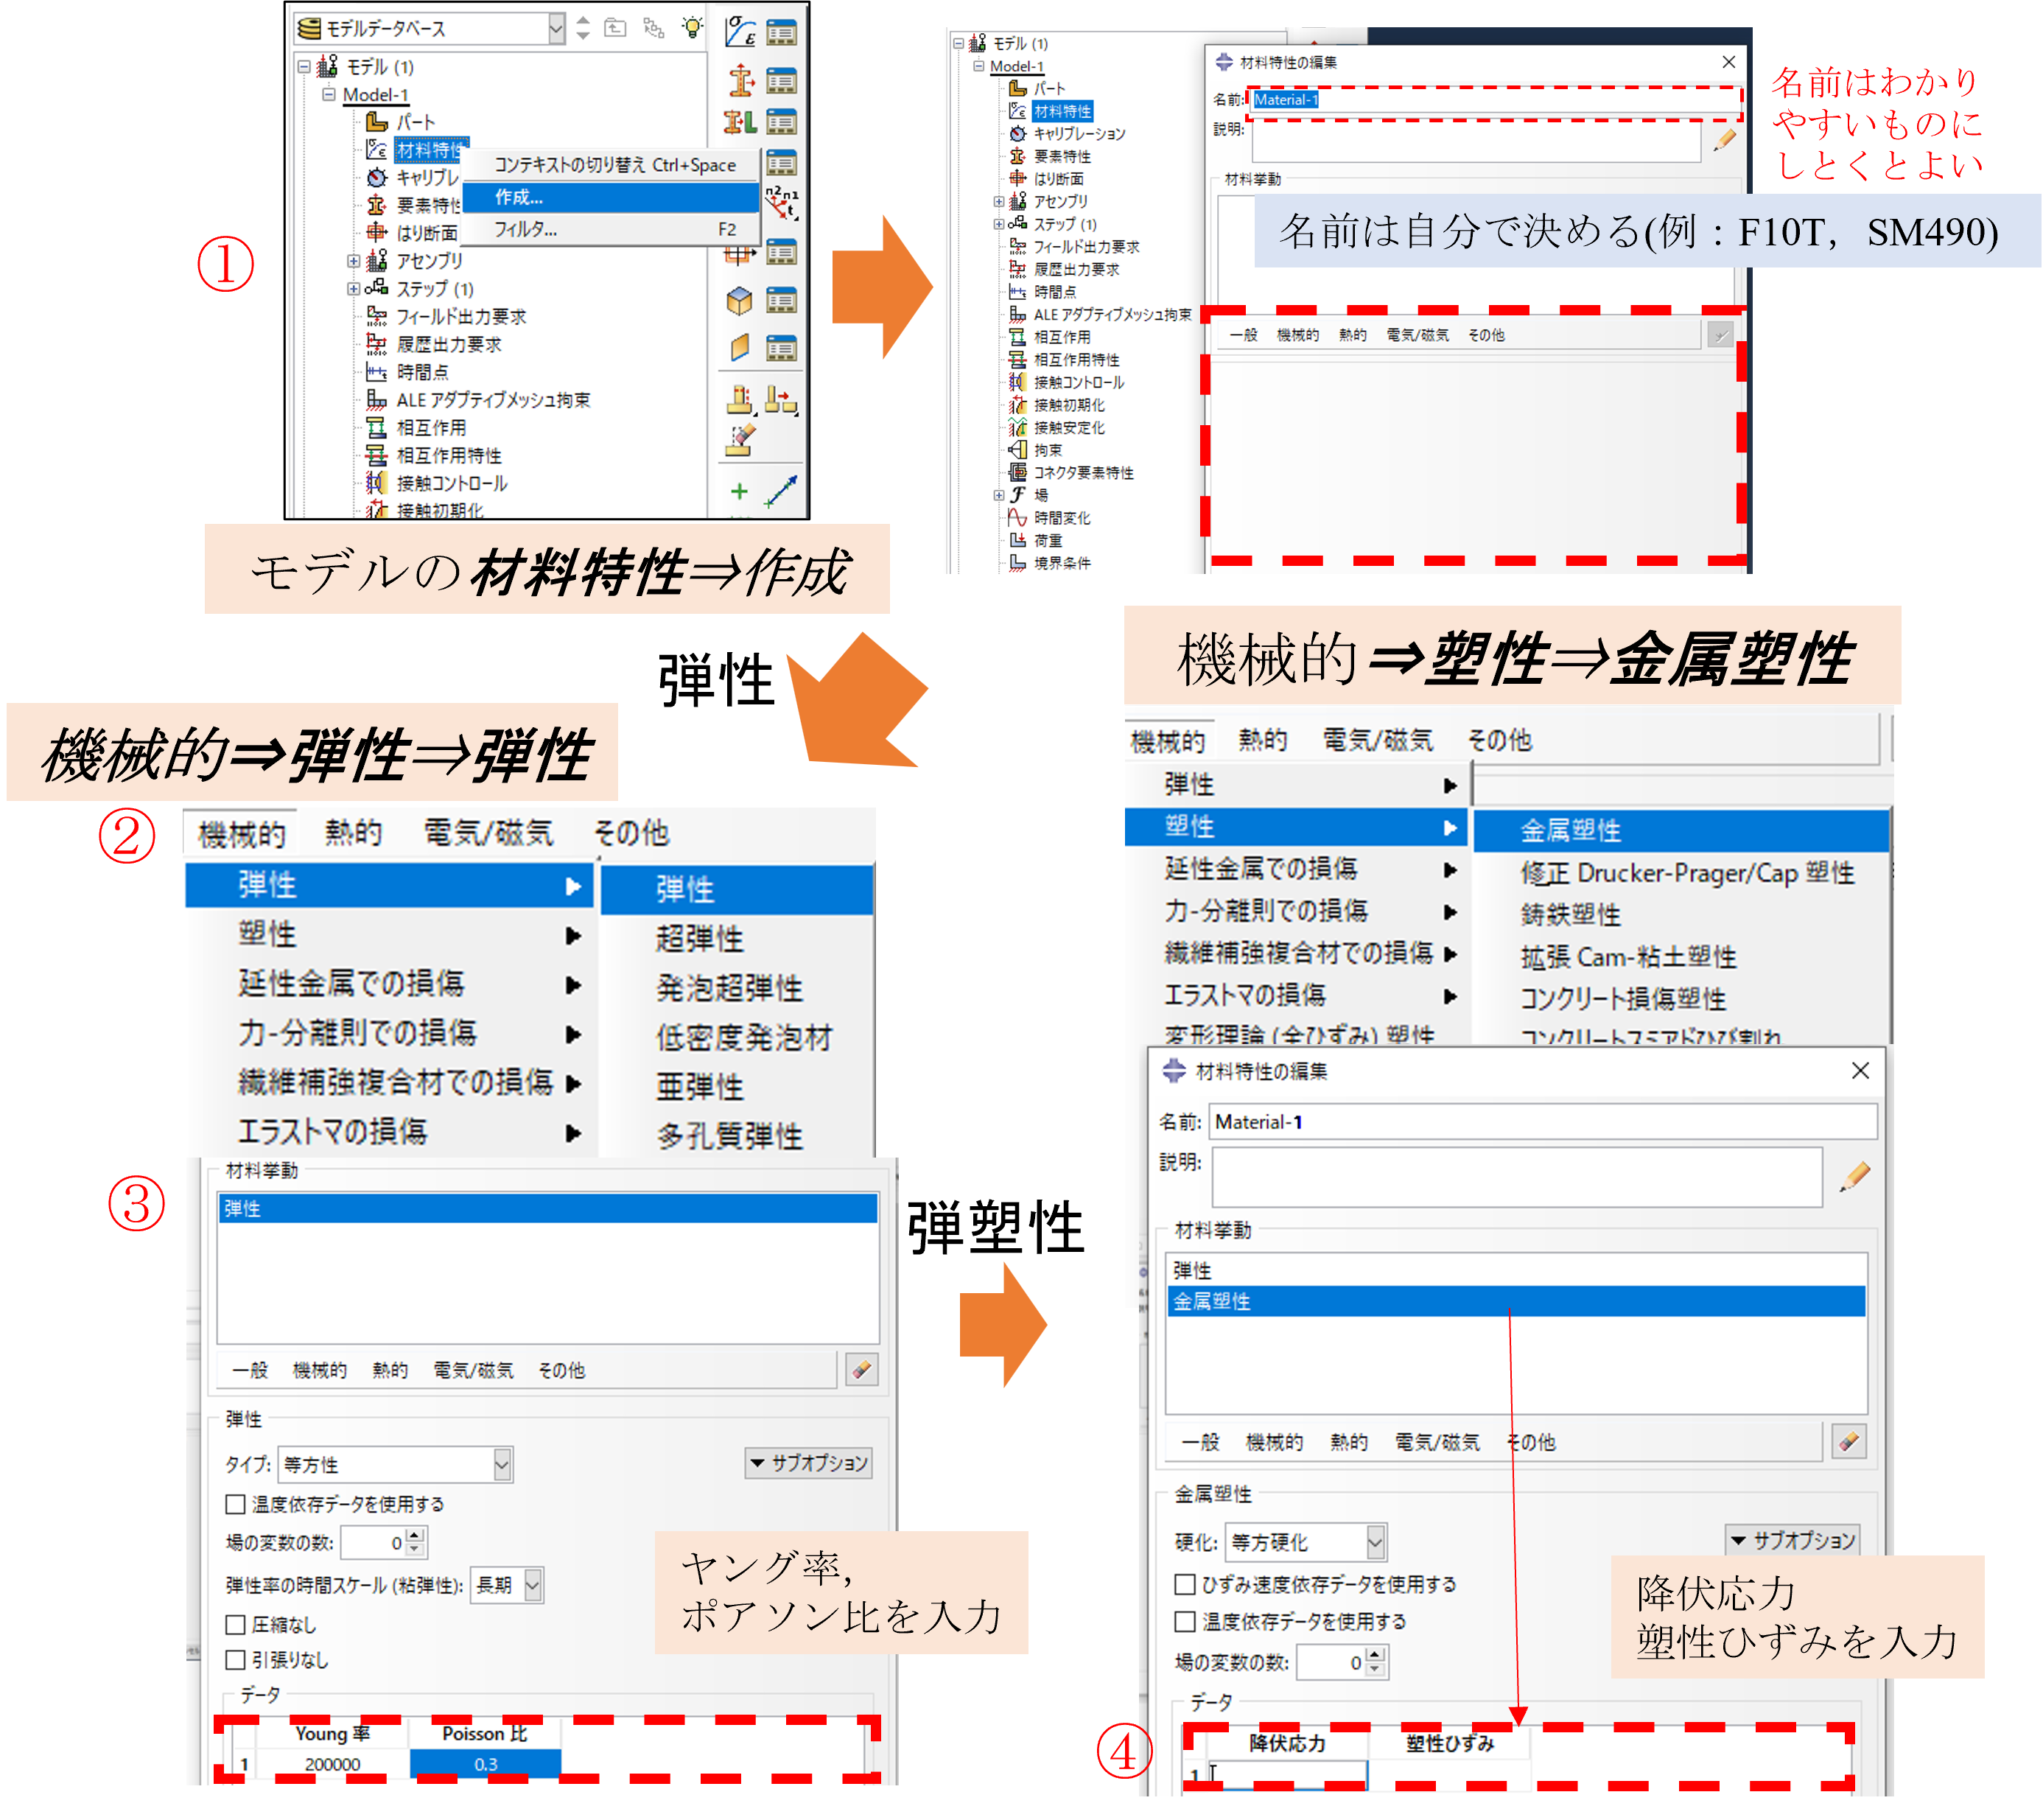 モデルデータベース
モデル (1)
Model-1
パート
材料特性
コンテキストの切り替え Ctrl+Space
キャリブレ
作成...
要素特性
フィルタ... F2
はり断面
アセンブリ
ステップ (1)
フィールド出力要求
履歴出力要求
時間点
ALE アダプティブメッシュ拘束
相互作用
相互作用特性
接触コントロール
接触初期化
①
モデルの材料特性⇒作成
モデル (1)
Model-1
パート
材料特性
キャリブレーション
要素特性
はり断面
アセンブリ
ステップ (1)
フィールド出力要求
履歴出力要求
時間点
ALE アダプティブメッシュ拘束
相互作用
相互作用特性
接触コントロール
接触初期化
接触安定化
拘束
コネクタ要素特性
場
時間変化
荷重
境界条件
材料特性の編集
名前: Material-1
説明:
材料挙動
一般 機械的 熱的 電気/磁気 その他
名前はわかり
やすいものに
しとくとよい
名前は自分で決める(例：F10T， SM490)
弾性
機械的⇒弾性⇒弾性
②
機械的 熱的 電気/磁気 その他
弾性
塑性
延性金属での損傷
力-分離則での損傷
繊維補強複合材での損傷
エラストマの損傷
弾性
超弾性
発泡超弾性
低密度発泡材
亜弾性
多孔質弾性
③
材料挙動
弾性
一般 機械的 熱的 電気/磁気 その他
弾性
タイプ: 等方性
サブオプション
温度依存データを使用する
場の変数の数: 0
弾性率の時間スケール (粘弾性): 長期
圧縮なし
引張りなし
データ
Young 率 Poisson 比
1 200000 0.3
ヤング率,
ポアソン比を入力
弾塑性
機械的⇒塑性⇒金属塑性
機械的 熱的 電気/磁気 その他
弾性
塑性
延性金属での損傷
力-分離則での損傷
繊維補強複合材での損傷
エラストマの損傷
変形理論 (全ひずみ) 塑性
金属塑性
修正 Drucker-Prager/Cap 塑性
鋳鉄塑性
拡張 Cam-粘土塑性
コンクリート損傷塑性
コンクリートスミアドひび割れ
材料特性の編集
名前: Material-1
説明:
材料挙動
弾性
金属塑性
一般 機械的 熱的 電気/磁気 その他
金属塑性
硬化: 等方硬化
サブオプション
ひずみ速度依存データを使用する
温度依存データを使用する
場の変数の数: 0
データ
降伏応力 塑性ひずみ
1
降伏応力
塑性ひずみを入力
④